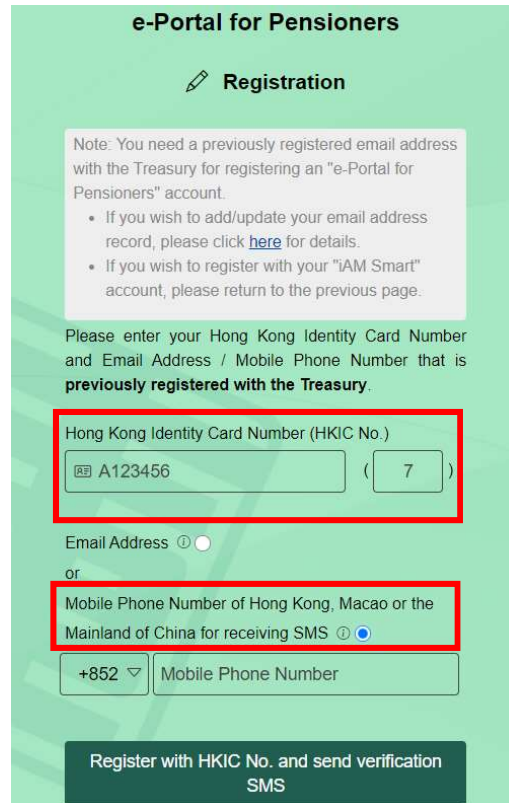 e-Portal for Pensioners
Registration
Note: You need a previously registered email address
with the Treasury for registering an "e-Portal for
Pensioners" account.
• If you wish to add/update your email address
record, please click here for details.
• If you wish to register with your "iAM Smart"
account, please return to the previous page.
Please enter your Hong Kong Identity Card Number
and Email Address / Mobile Phone Number that is
previously registered with the Treasury.
Hong Kong Identity Card Number (HKIC No.)
A123456 ( 7 )
Email Address
or
Mobile Phone Number of Hong Kong, Macao or the
Mainland of China for receiving SMS
+852 Mobile Phone Number
Register with HKIC No. and send verification
SMS